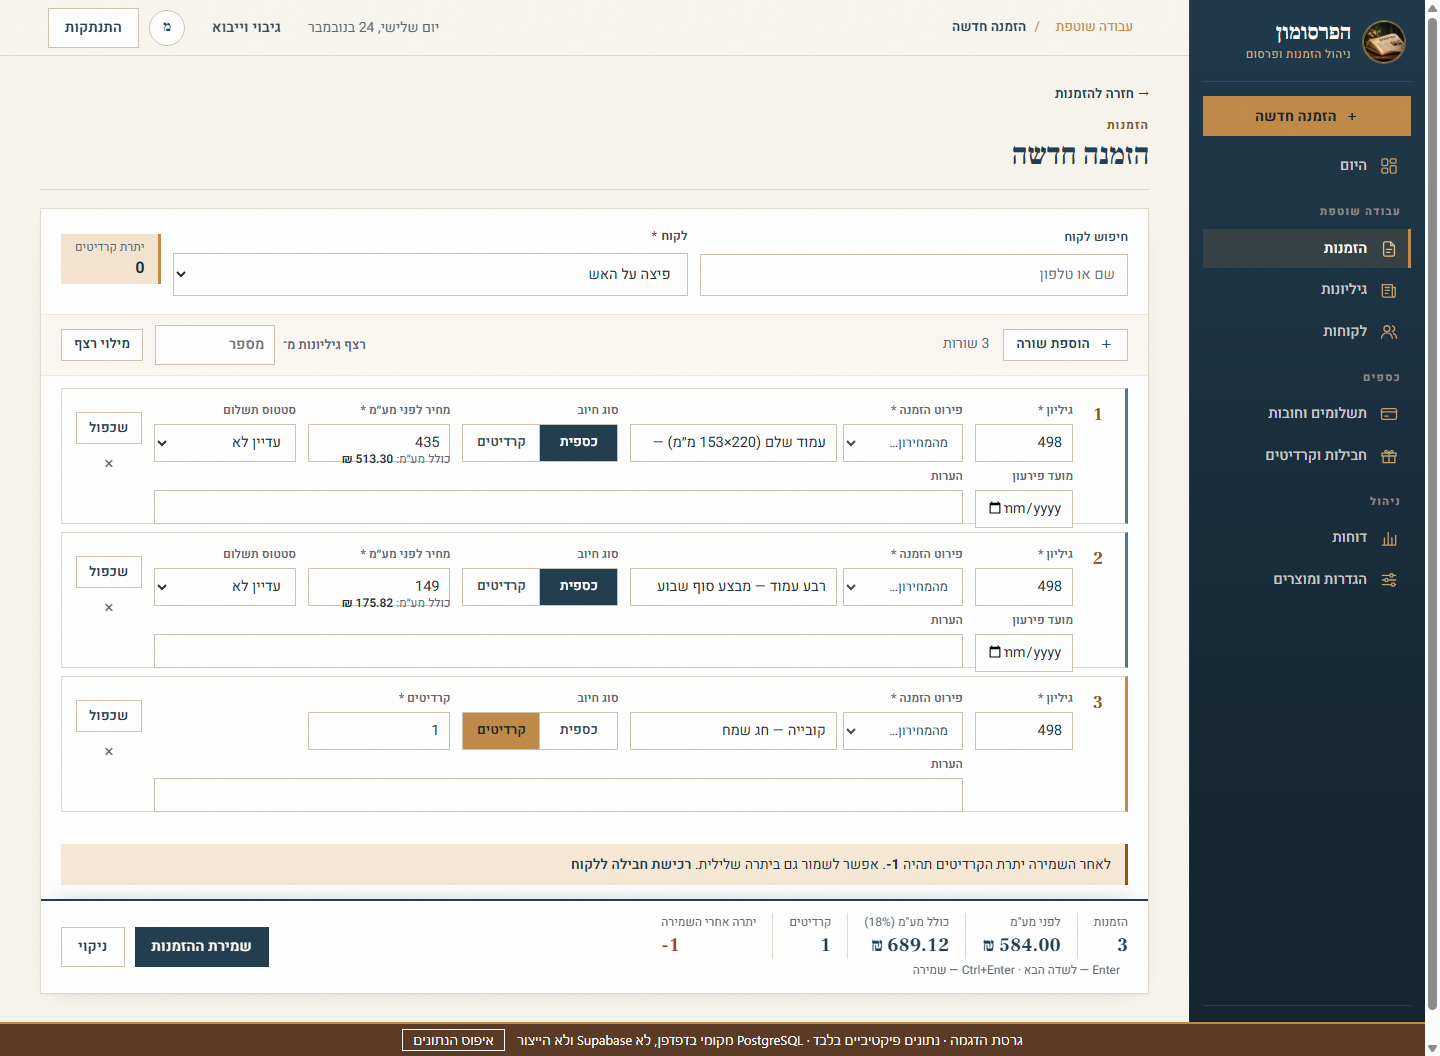 הפרסומון
ניהול הזמנות ופרסום
+ הזמנה חדשה
היום
עבודה שוטפת
הזמנות
גיליונות
לקוחות
כספים
תשלומים וחובות
חבילות וקרדיטים
ניהול
דוחות
הגדרות ומוצרים
עבודה שוטפת / הזמנה חדשה
יום שלישי, 24 בנובמבר
גיבוי וייבוא
מ
התנתקות
→ חזרה להזמנות
הזמנות
הזמנה חדשה
חיפוש לקוח
שם או טלפון
לקוח *
פיצה על האש
יתרת קרדיטים
0
+ הוספת שורה
3 שורות
רצף גיליונות מ־
מספר
מילוי רצף
1
גיליון *
498
פירוט הזמנה *
מהמחירון...
עמוד שלם (220×153 מ״מ) —
סוג חיוב
כספית
קרדיטים
מחיר לפני מע״מ *
435
כולל מע״מ: 513.30 ₪
סטטוס תשלום
עדיין לא
שכפול
×
מועד פירעון
mm/yyyy
הערות
2
גיליון *
498
פירוט הזמנה *
מהמחירון...
רבע עמוד — מבצע סוף שבוע
סוג חיוב
כספית
קרדיטים
מחיר לפני מע״מ *
149
כולל מע״מ: 175.82 ₪
סטטוס תשלום
עדיין לא
שכפול
×
מועד פירעון
mm/yyyy
הערות
3
גיליון *
498
פירוט הזמנה *
מהמחירון...
קובייה — חג שמח
סוג חיוב
כספית
קרדיטים
קרדיטים *
1
שכפול
×
הערות
לאחר השמירה יתרת הקרדיטים תהיה 1-. אפשר לשמור גם ביתרה שלילית. רכישת חבילה ללקוח
הזמנות
3
לפני מע״מ
584.00 ₪
כולל מע״מ (18%)
689.12 ₪
קרדיטים
1
יתרה אחרי השמירה
-1
Enter — לשדה הבא · Ctrl+Enter — שמירה
שמירת ההזמנות
ניקוי
גרסת הדגמה · נתונים פיקטיביים בלבד · PostgreSQL מקומי בדפדפן, לא Supabase ולא הייצור
איפוס הנתונים